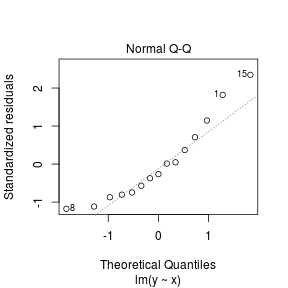 Normal Q-Q
Standardized residuals
2
1
0
-1
15
1
8
-1
0
1
Theoretical Quantiles
lm(y ~ x)